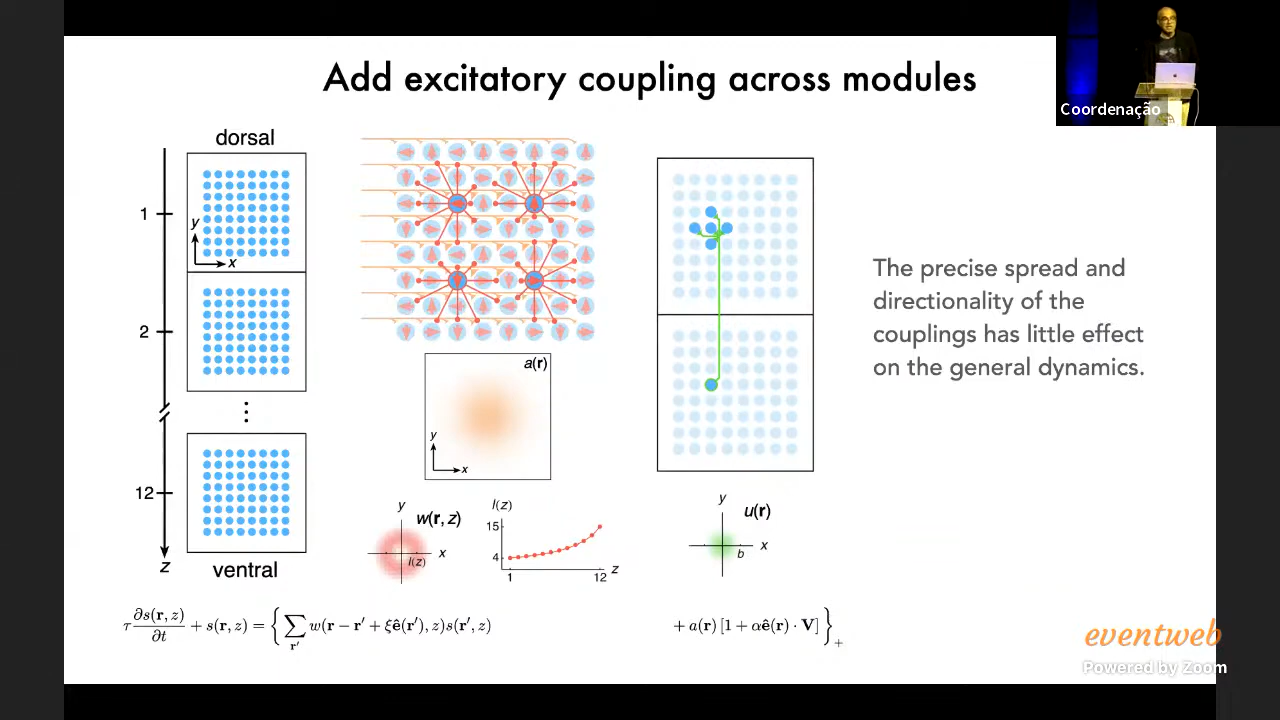 Add excitatory coupling across modules
Coordenação
dorsal
1
y
x
2
12
z
ventral
a(r)
y
x
y
w(r, z)
x
l(z)
l(z)
15
4
1
12
z
y
u(r)
x
b
The precise spread and
directionality of the
couplings has little effect
on the general dynamics.
τ ∂s(r, z)/∂t + s(r, z) = { ∑r′ w(r − r′ + ξê(r′), z)s(r′, z) + a(r) [1 + αê(r) · V] }+
eventweb
Powered by Zoom